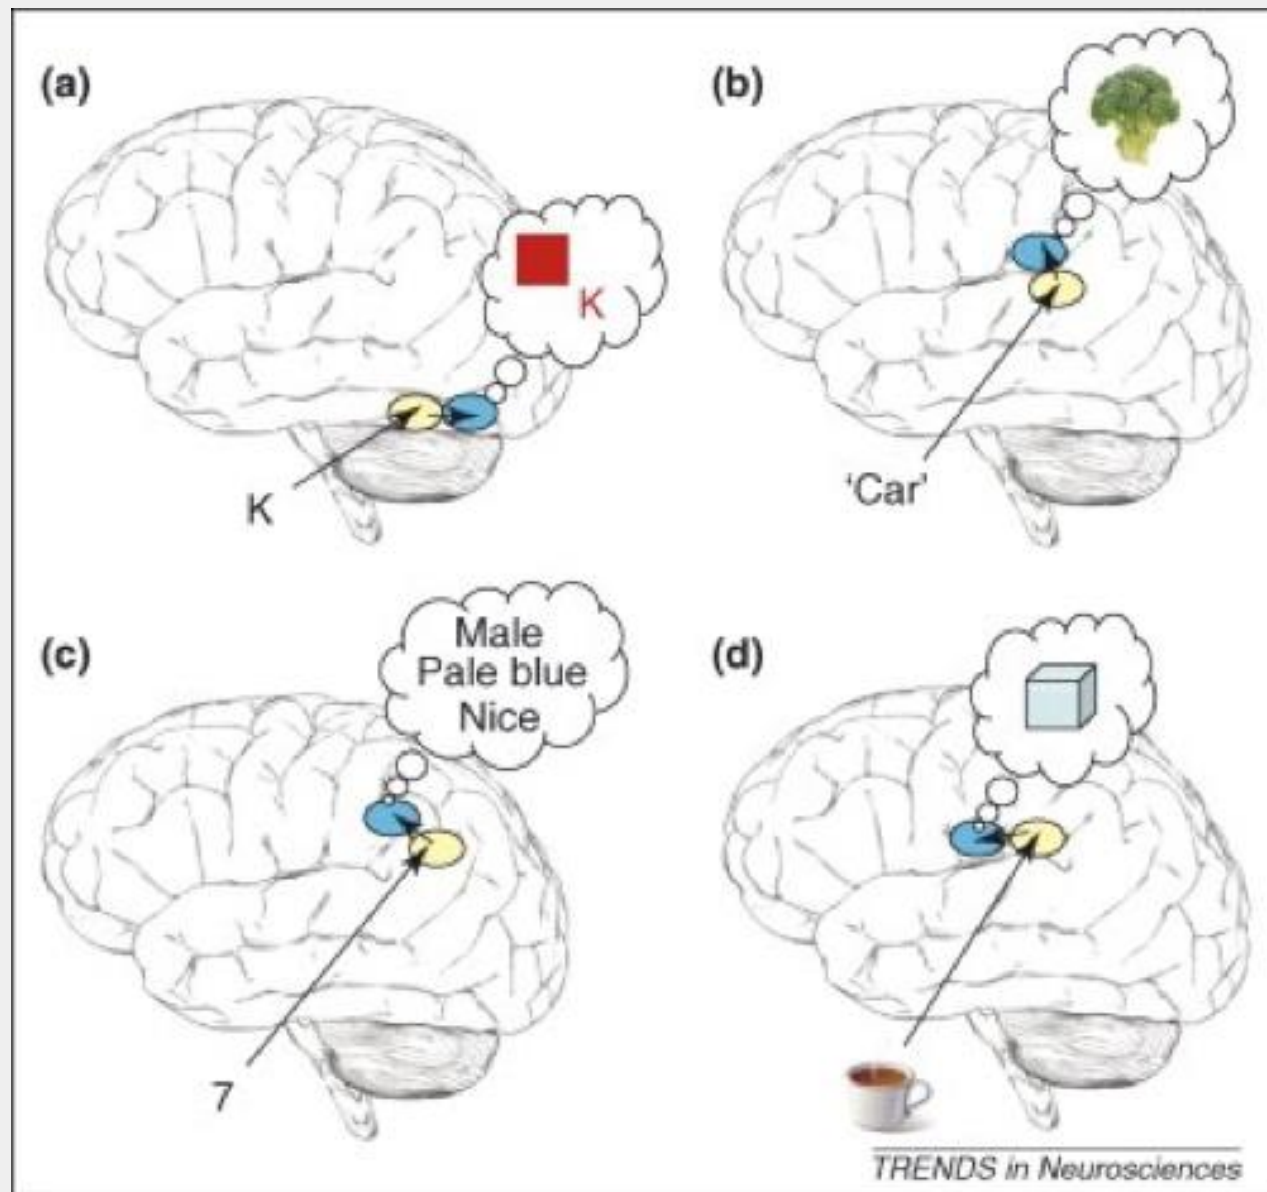 (a)
K
K
(b)
'Car'
(c)
Male
Pale blue
Nice
7
(d)
TRENDS in Neurosciences